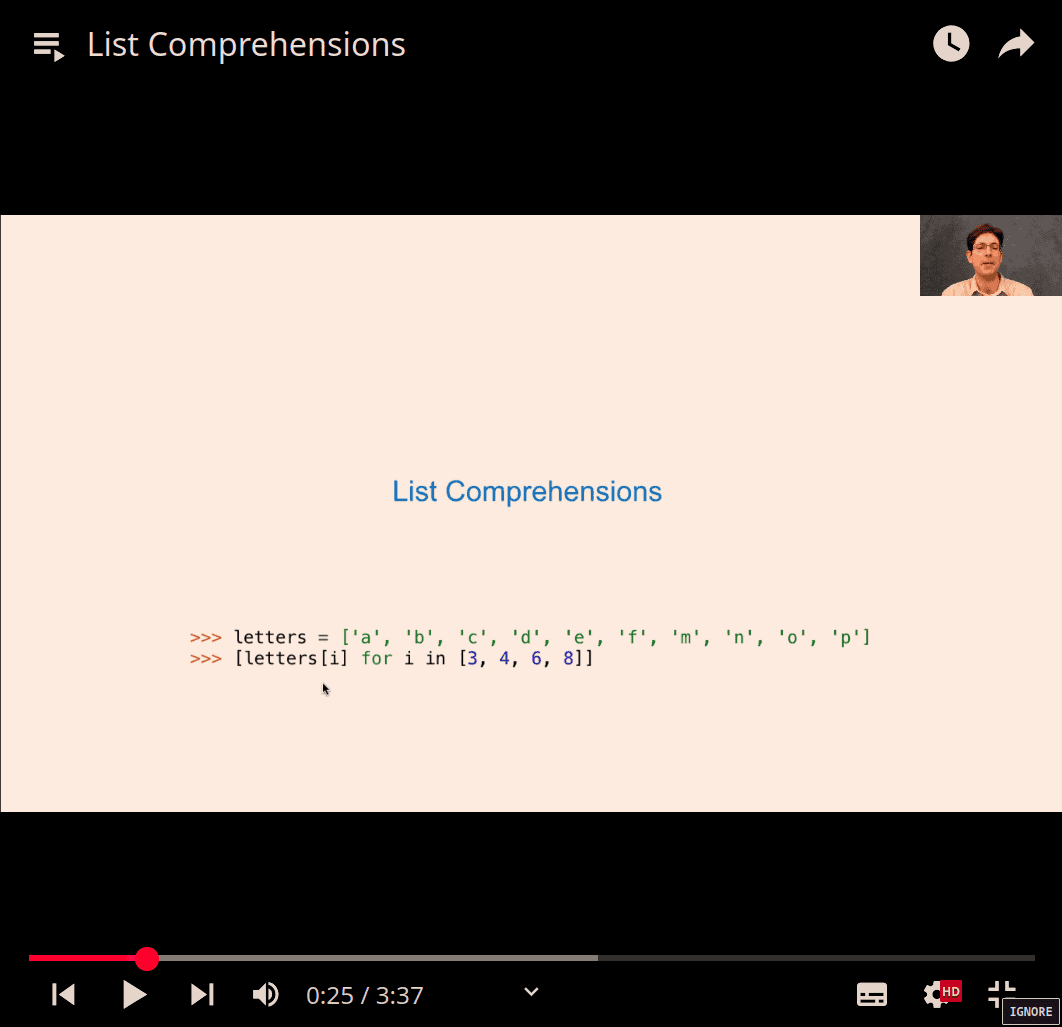 List Comprehensions
List Comprehensions
>>> letters = ['a', 'b', 'c', 'd', 'e', 'f', 'm', 'n', 'o', 'p']
>>> [letters[i] for i in [3, 4, 6, 8]]
0:25 / 3:37
HD
IGNORE